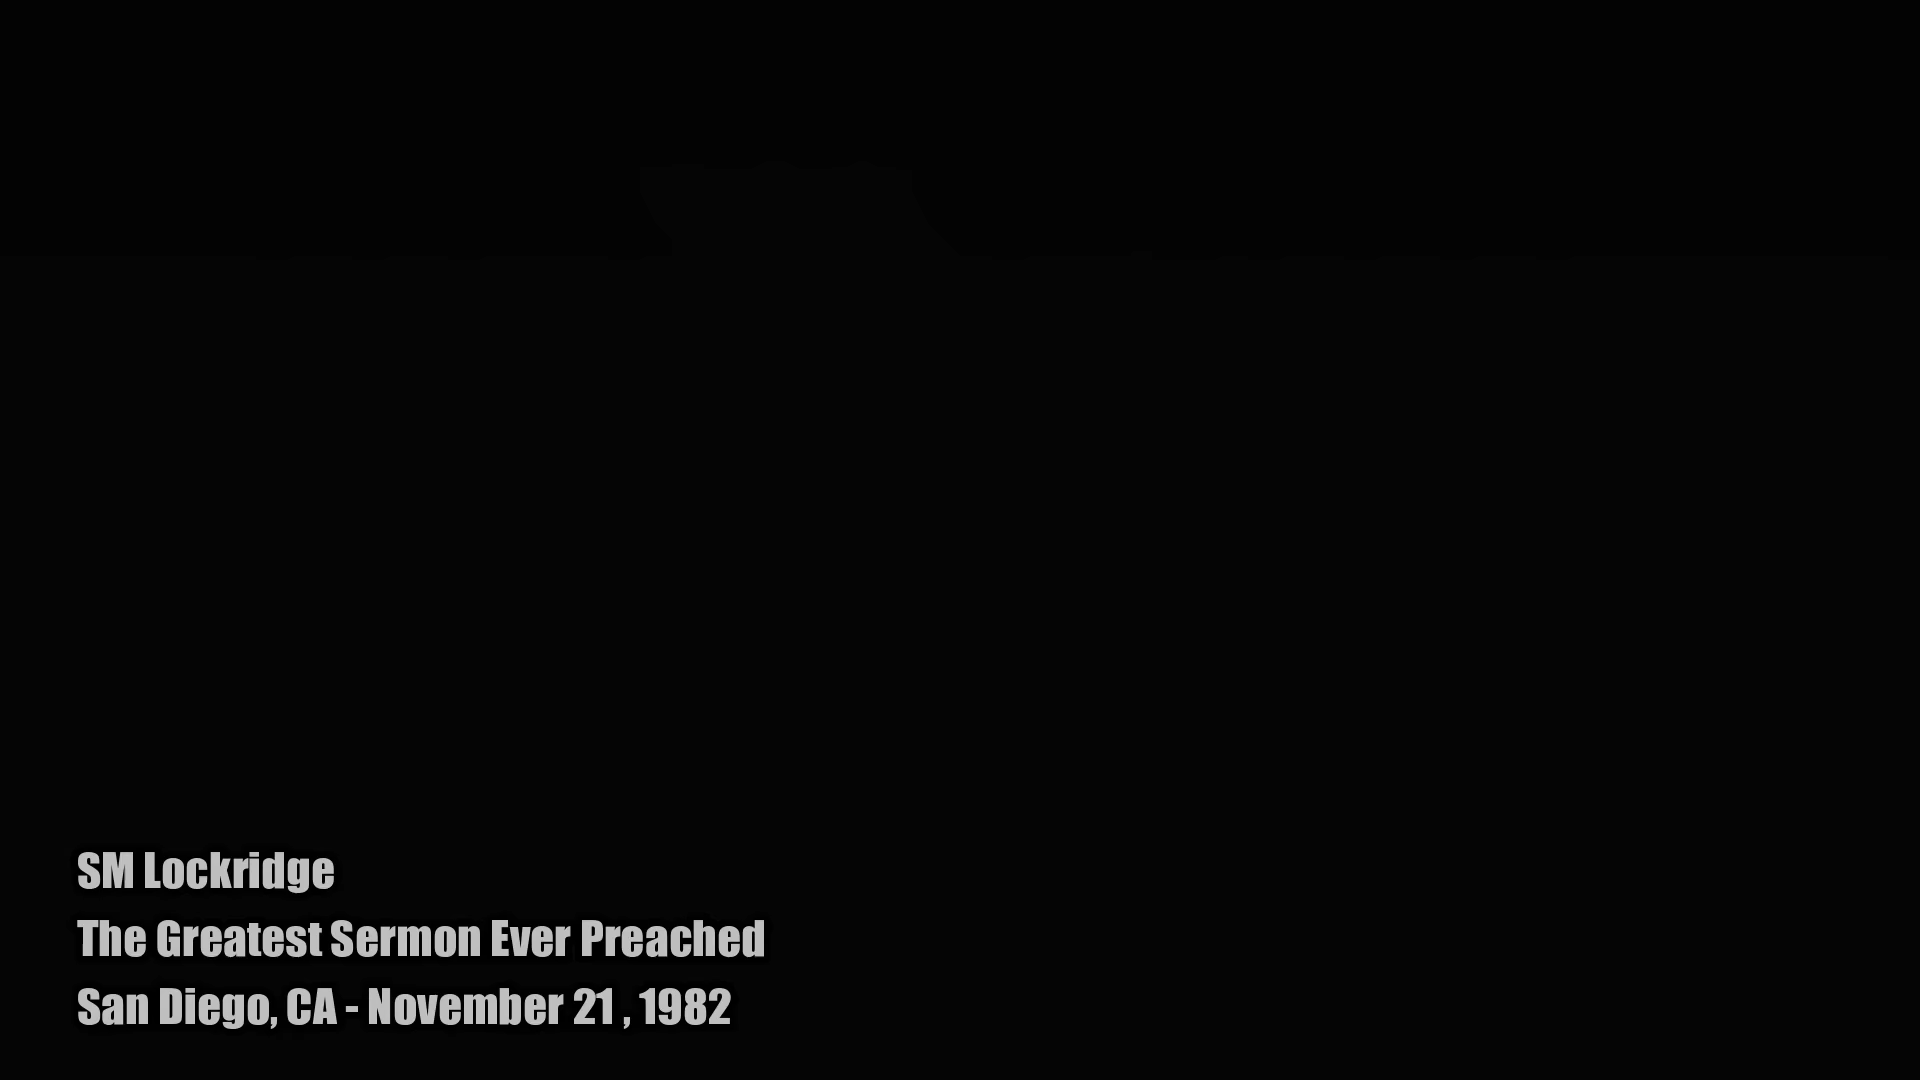 SM Lockridge
The Greatest Sermon Ever Preached
San Diego, CA - November 21 , 1982